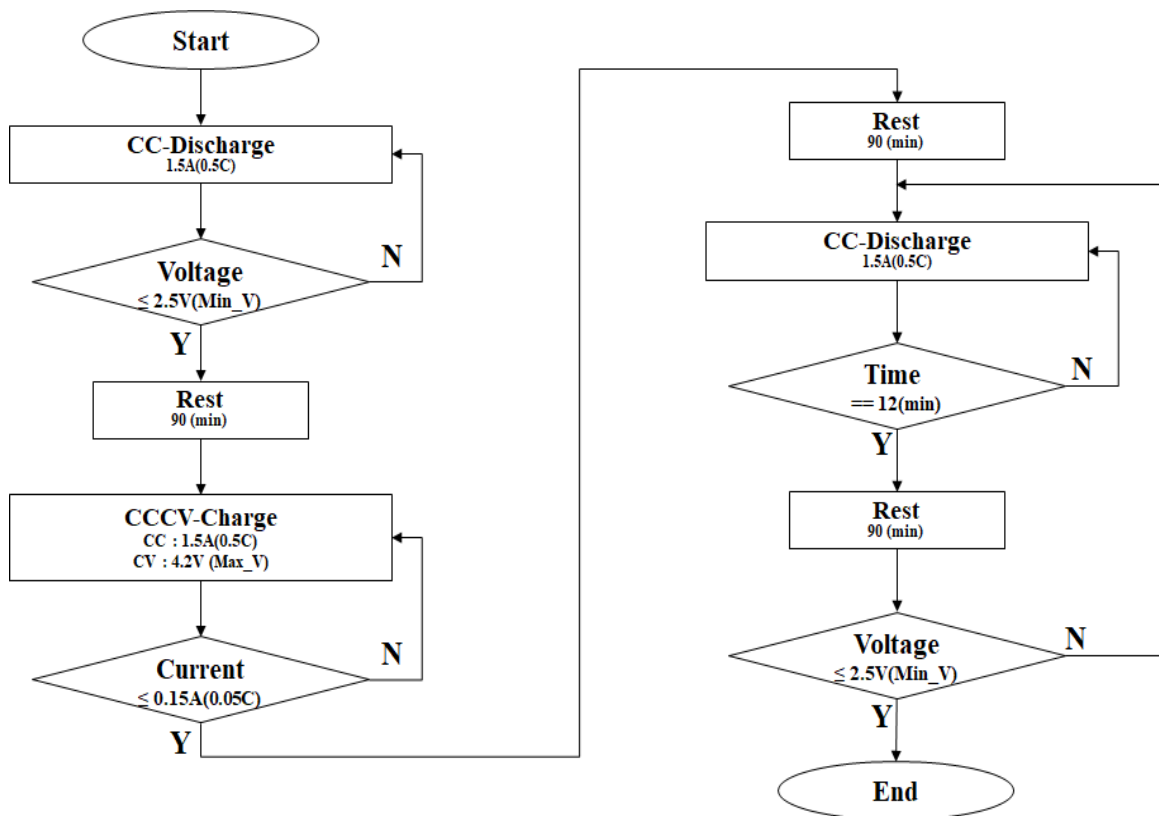 Start
CC-Discharge
1.5A(0.5C)
Voltage
≤ 2.5V(Min_V)
N
Y
Rest
90 (min)
CCCV-Charge
CC : 1.5A(0.5C)
CV : 4.2V (Max_V)
Current
≤ 0.15A(0.05C)
N
Y
Rest
90 (min)
CC-Discharge
1.5A(0.5C)
Time
== 12(min)
N
Y
Rest
90 (min)
Voltage
≤ 2.5V(Min_V)
N
Y
End